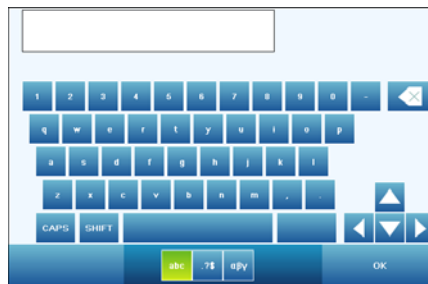 1 2 3 4 5 6 7 8 9 0 -
q w e r t y u i o p
a s d f g h j k l
z x c v b n m , .
CAPS SHIFT
abc .?$ αβγ OK